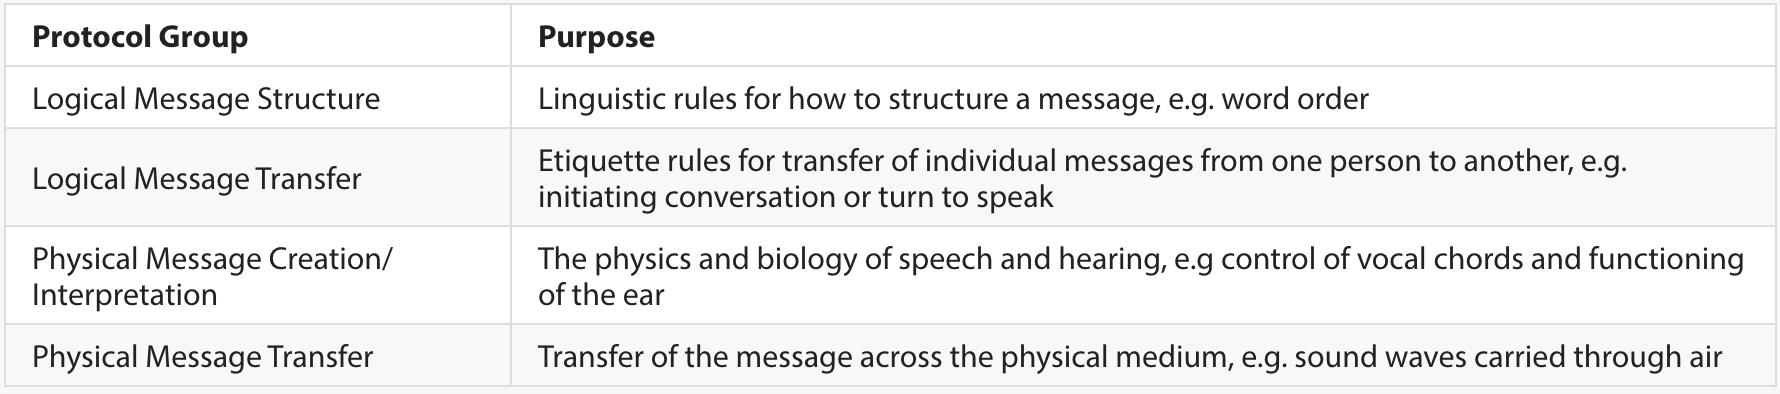 Protocol Group
Purpose
Logical Message Structure
Linguistic rules for how to structure a message, e.g. word order
Logical Message Transfer
Etiquette rules for transfer of individual messages from one person to another, e.g.
initiating conversation or turn to speak
Physical Message Creation/
Interpretation
The physics and biology of speech and hearing, e.g control of vocal chords and functioning
of the ear
Physical Message Transfer
Transfer of the message across the physical medium, e.g. sound waves carried through air